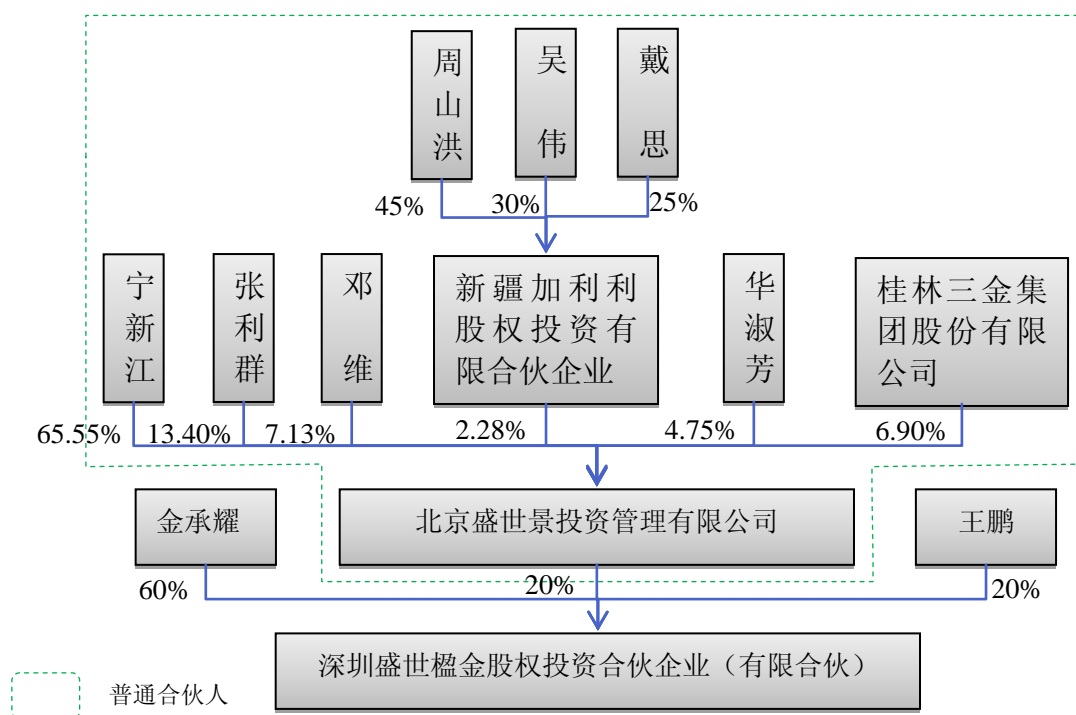 周山洪
吴伟
戴思
45%
30%
25%
宁新江
张利群
邓维
新疆加利利
股权投资有
限合伙企业
华淑芳
桂林三金集
团股份有限
公司
65.55%
13.40%
7.13%
2.28%
4.75%
6.90%
金承耀
北京盛世景投资管理有限公司
王鹏
60%
20%
20%
深圳盛世楹金股权投资合伙企业（有限合伙）
普通合伙人